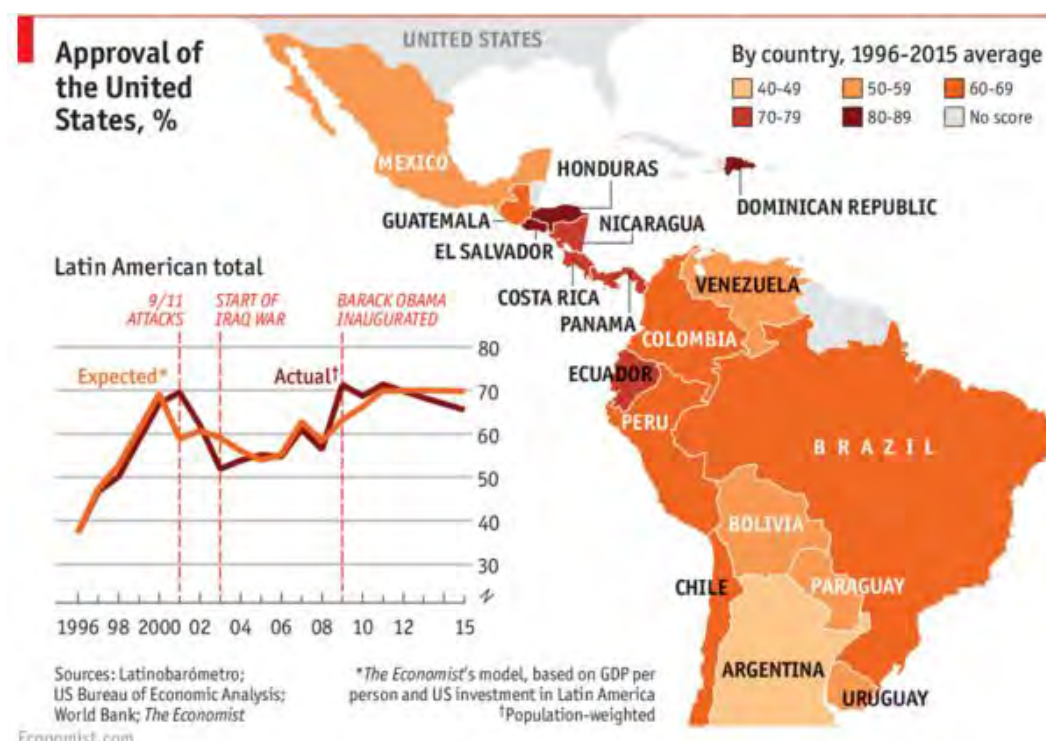 Approval of
the United
States, %
UNITED STATES
By country, 1996-2015 average
40-49
50-59
60-69
70-79
80-89
No score
MEXICO
HONDURAS
DOMINICAN REPUBLIC
GUATEMALA
NICARAGUA
EL SALVADOR
COSTA RICA
PANAMA
VENEZUELA
COLOMBIA
ECUADOR
PERU
BRAZIL
BOLIVIA
CHILE
PARAGUAY
ARGENTINA
URUGUAY
Latin American total
9/11
ATTACKS
START OF
IRAQ WAR
BARACK OBAMA
INAUGURATED
Expected*
Actual†
80
70
60
50
40
30
1996 98 2000 02 04 06 08 10 12 15
Sources: Latinobarómetro;
US Bureau of Economic Analysis;
World Bank; The Economist
*The Economist's model, based on GDP per
person and US investment in Latin America
†Population-weighted
Economist.com